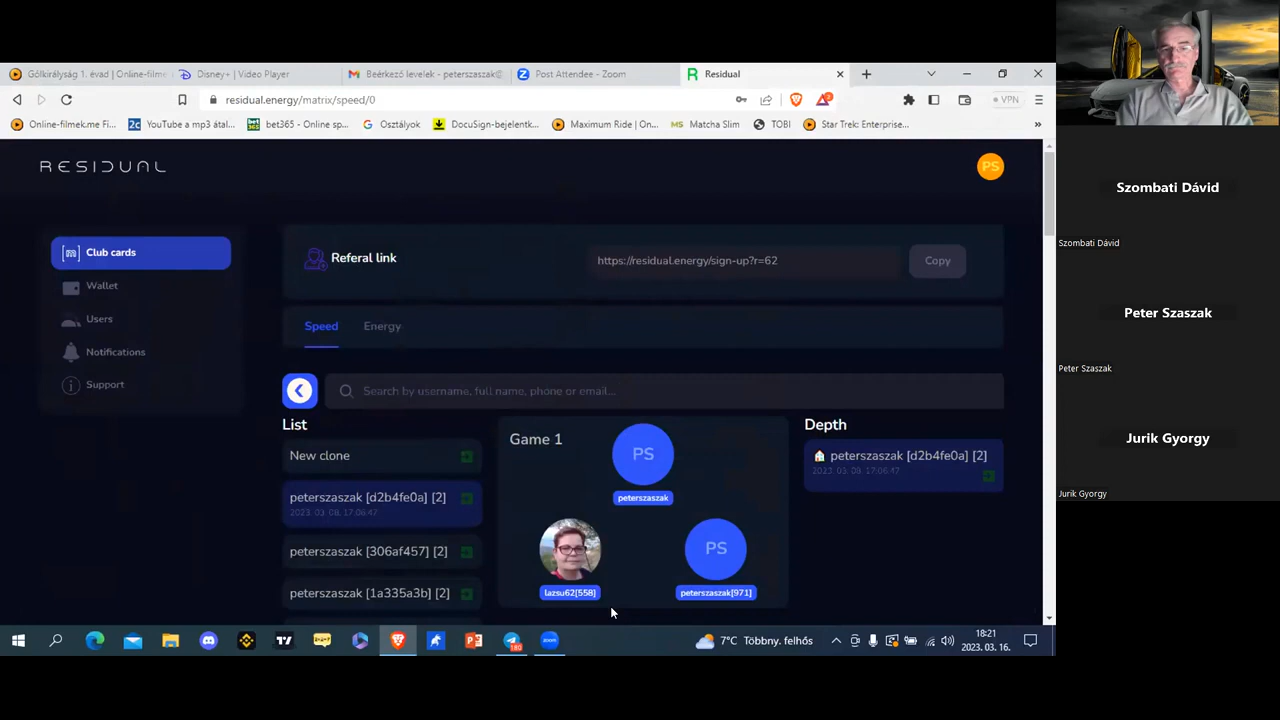 Gólkirályság 1. évad | Online-filme
Disney+ | Video Player
Beérkező levelek - peterszaszak@
Post Attendee - Zoom
Residual
residual.energy/matrix/speed/0
VPN
Online-filmek.me Fi...
YouTube a mp3 átal...
bet365 - Online sp...
Osztályok
DocuSign-bejelentk...
Maximum Ride | On...
MS Matcha Slim
TOBI
Star Trek: Enterprise...
RESIDUAL
PS
Club cards
Wallet
Users
Notifications
Support
Referal link
https://residual.energy/sign-up?r=62
Copy
Speed
Energy
Search by username, full name, phone or email...
List
New clone
peterszaszak [d2b4fe0a] [2]
2023. 03. 08. 17:06:47
peterszaszak [306af457] [2]
peterszaszak [1a335a3b] [2]
Game 1
PS
peterszaszak
lazsu62[558]
PS
peterszaszak[971]
Depth
peterszaszak [d2b4fe0a] [2]
2023. 03. 08. 17:06:47
189
zoom
7°C Többny. felhős
18:21
2023. 03. 16.
Szombati Dávid
Szombati Dávid
Peter Szaszak
Peter Szaszak
Jurik Gyorgy
Jurik Gyorgy